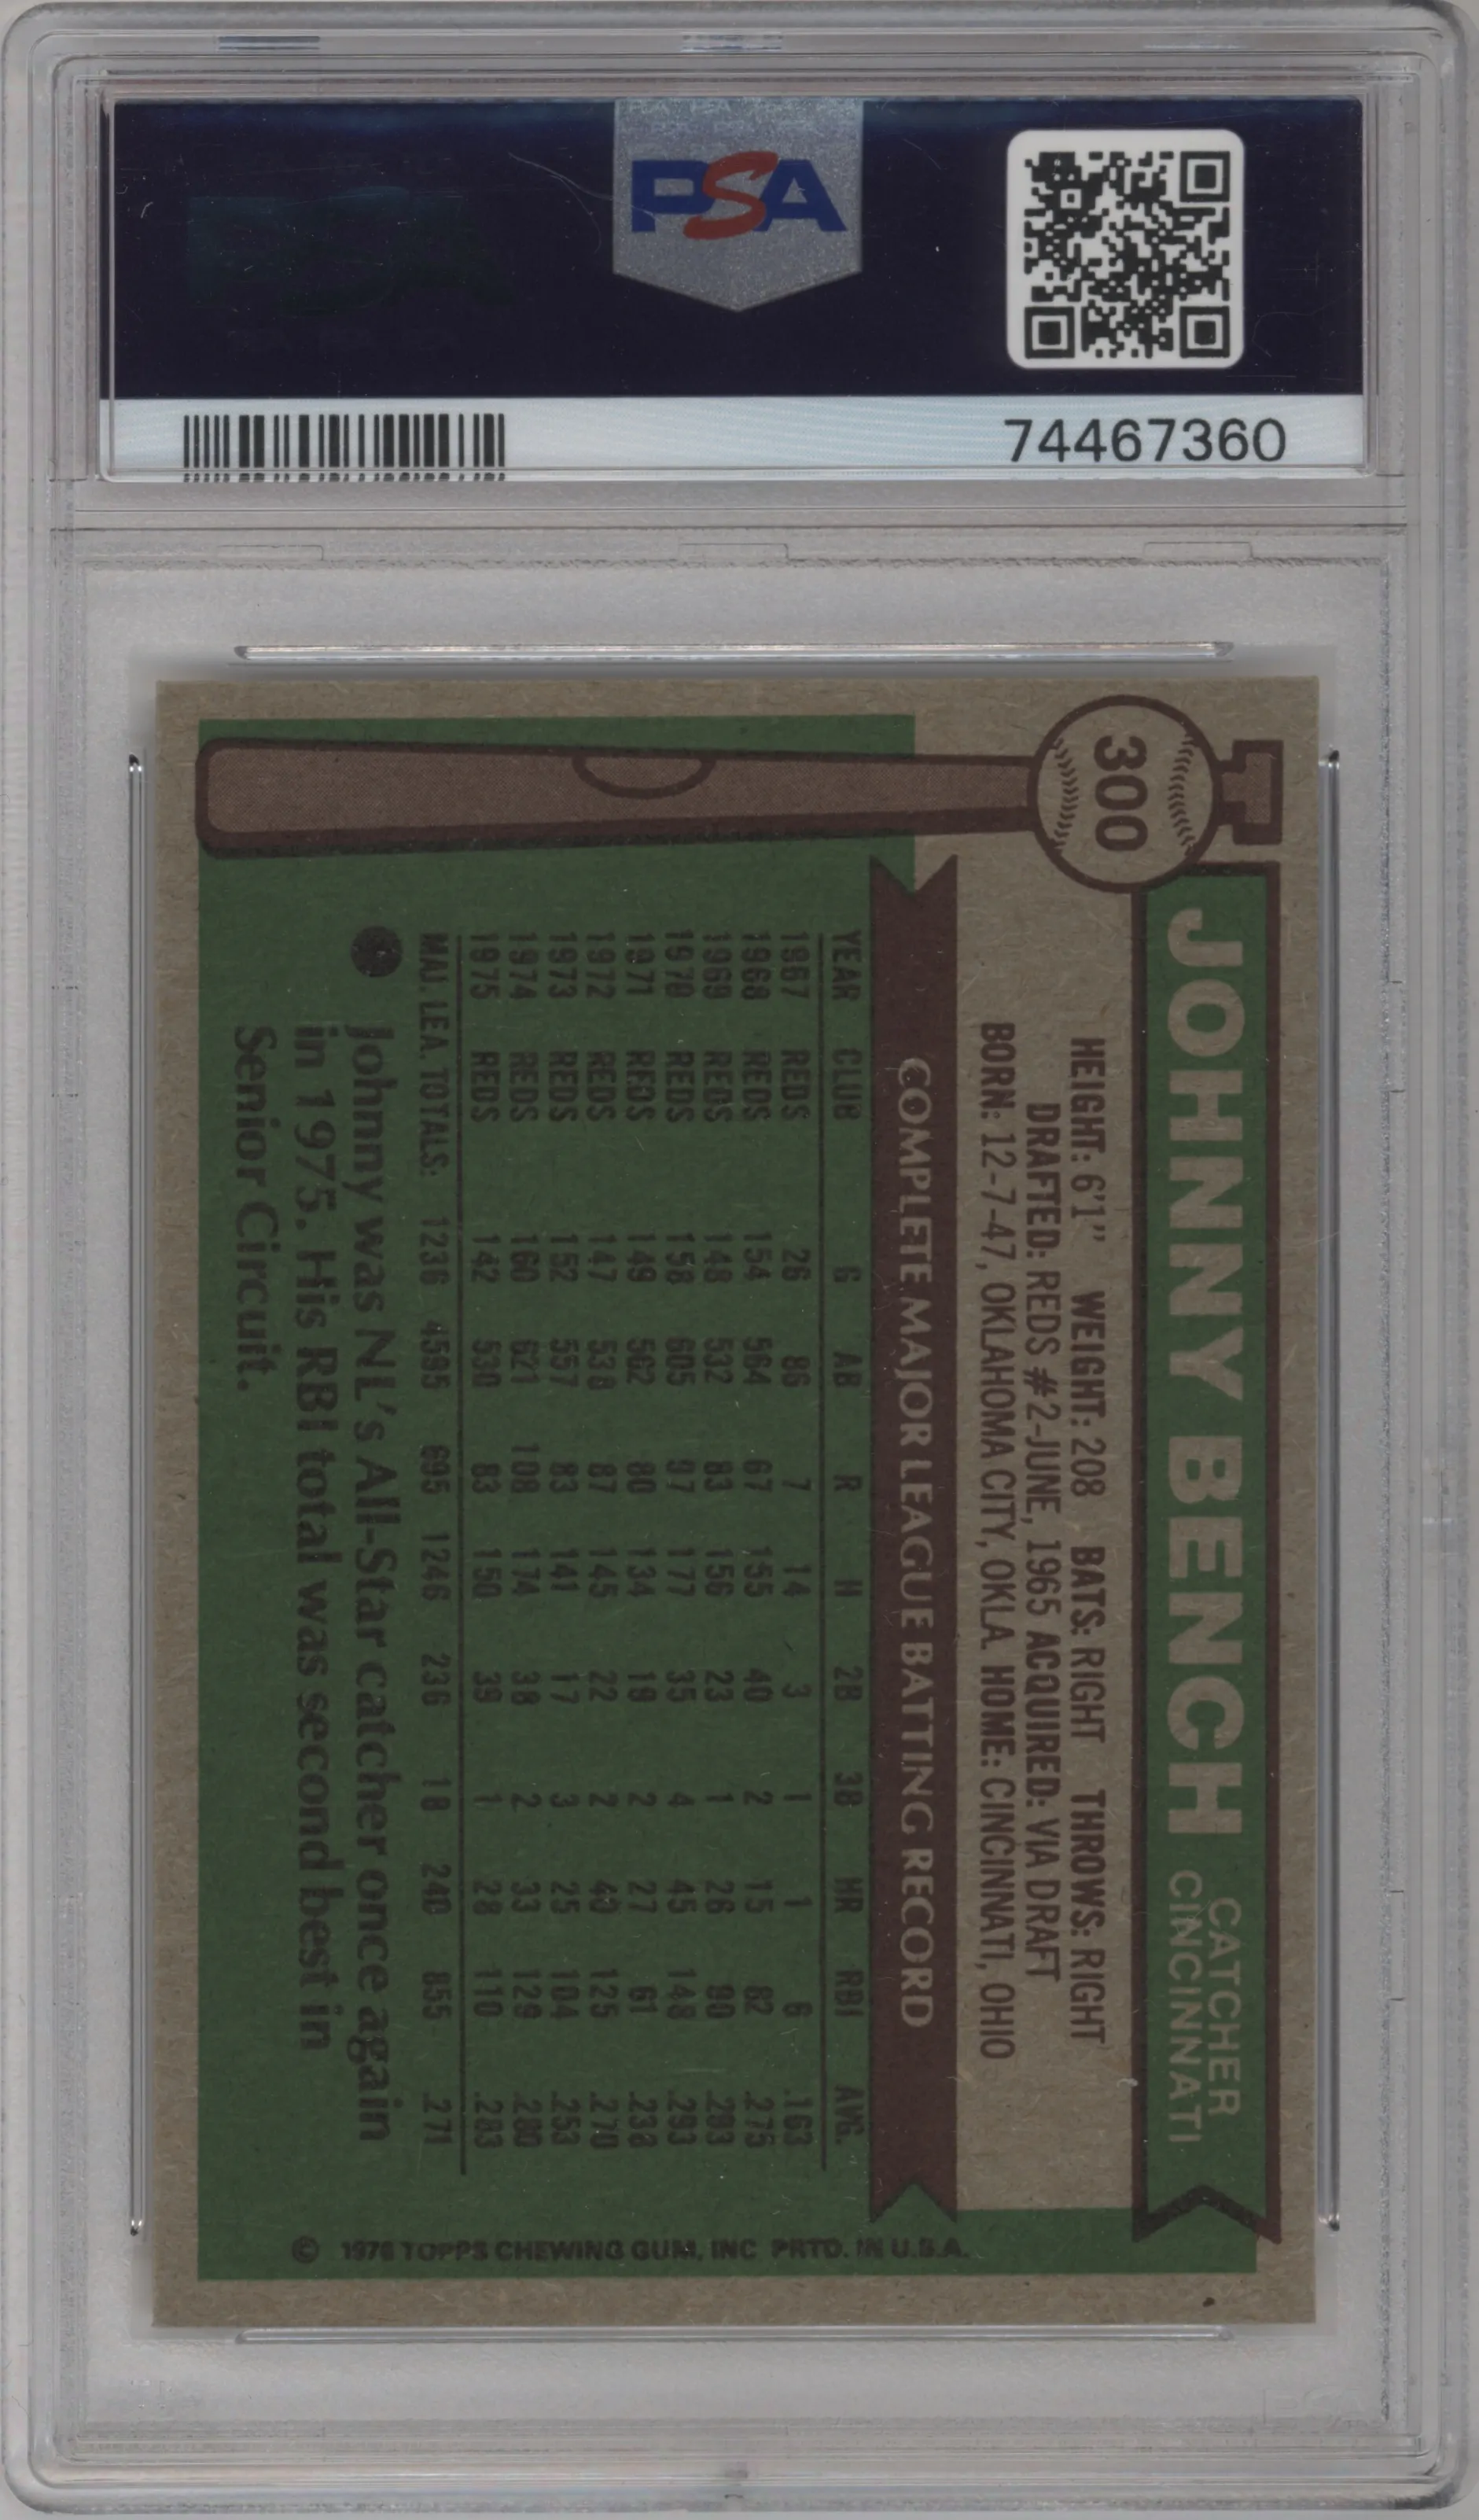 PSA
74467360
300
JOHNNY BENCH
CATCHER
CINCINNATI
HEIGHT: 6'1" WEIGHT: 208 BATS: RIGHT THROWS: RIGHT
DRAFTED: REDS #2-JUNE, 1965 ACQUIRED: VIA DRAFT
BORN: 12-7-47, OKLAHOMA CITY, OKLA. HOME: CINCINNATI, OHIO
COMPLETE MAJOR LEAGUE BATTING RECORD
YEAR CLUB G AB R H 2B 3B HR RBI AVG.
1967 REDS 26 86 7 14 3 1 1 6 .163
1968 REDS 154 564 67 155 40 2 15 82 .275
1969 REDS 148 532 83 156 23 1 26 90 .293
1970 REDS 158 605 97 177 35 4 45 148 .293
1971 REDS 149 562 80 134 19 2 27 61 .238
1972 REDS 147 538 87 145 22 2 40 125 .270
1973 REDS 152 557 83 141 17 3 25 104 .253
1974 REDS 160 621 108 174 38 2 33 129 .280
1975 REDS 142 530 83 150 39 1 28 110 .283
MAJ. LEA. TOTALS: 1236 4595 695 1246 236 18 240 855 .271
Johnny was NL's All-Star catcher once again
in 1975. His RBI total was second best in
Senior Circuit.
© 1976 TOPPS CHEWING GUM, INC PRTD. IN U.S.A.